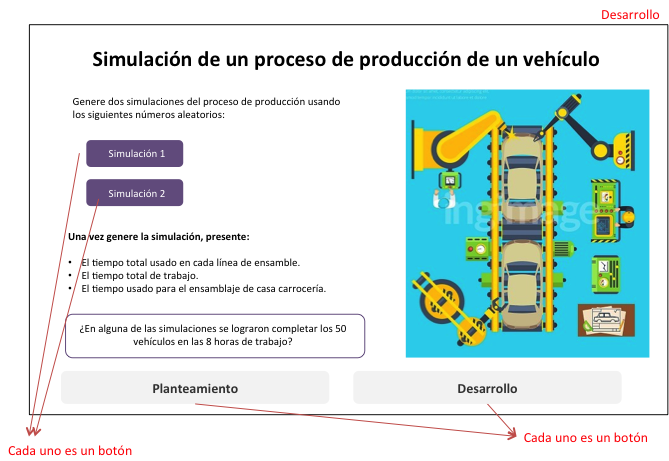 Desarrollo
Simulación de un proceso de producción de un vehículo
Genere dos simulaciones del proceso de producción usando
los siguientes números aleatorios:
Simulación 1
Simulación 2
Una vez genere la simulación, presente:
• El tiempo total usado en cada línea de ensamble.
• El tiempo total de trabajo.
• El tiempo usado para el ensamblaje de casa carrocería.
¿En alguna de las simulaciones se lograron completar los 50
vehículos en las 8 horas de trabajo?
ingimage
Planteamiento
Desarrollo
Cada uno es un botón
Cada uno es un botón